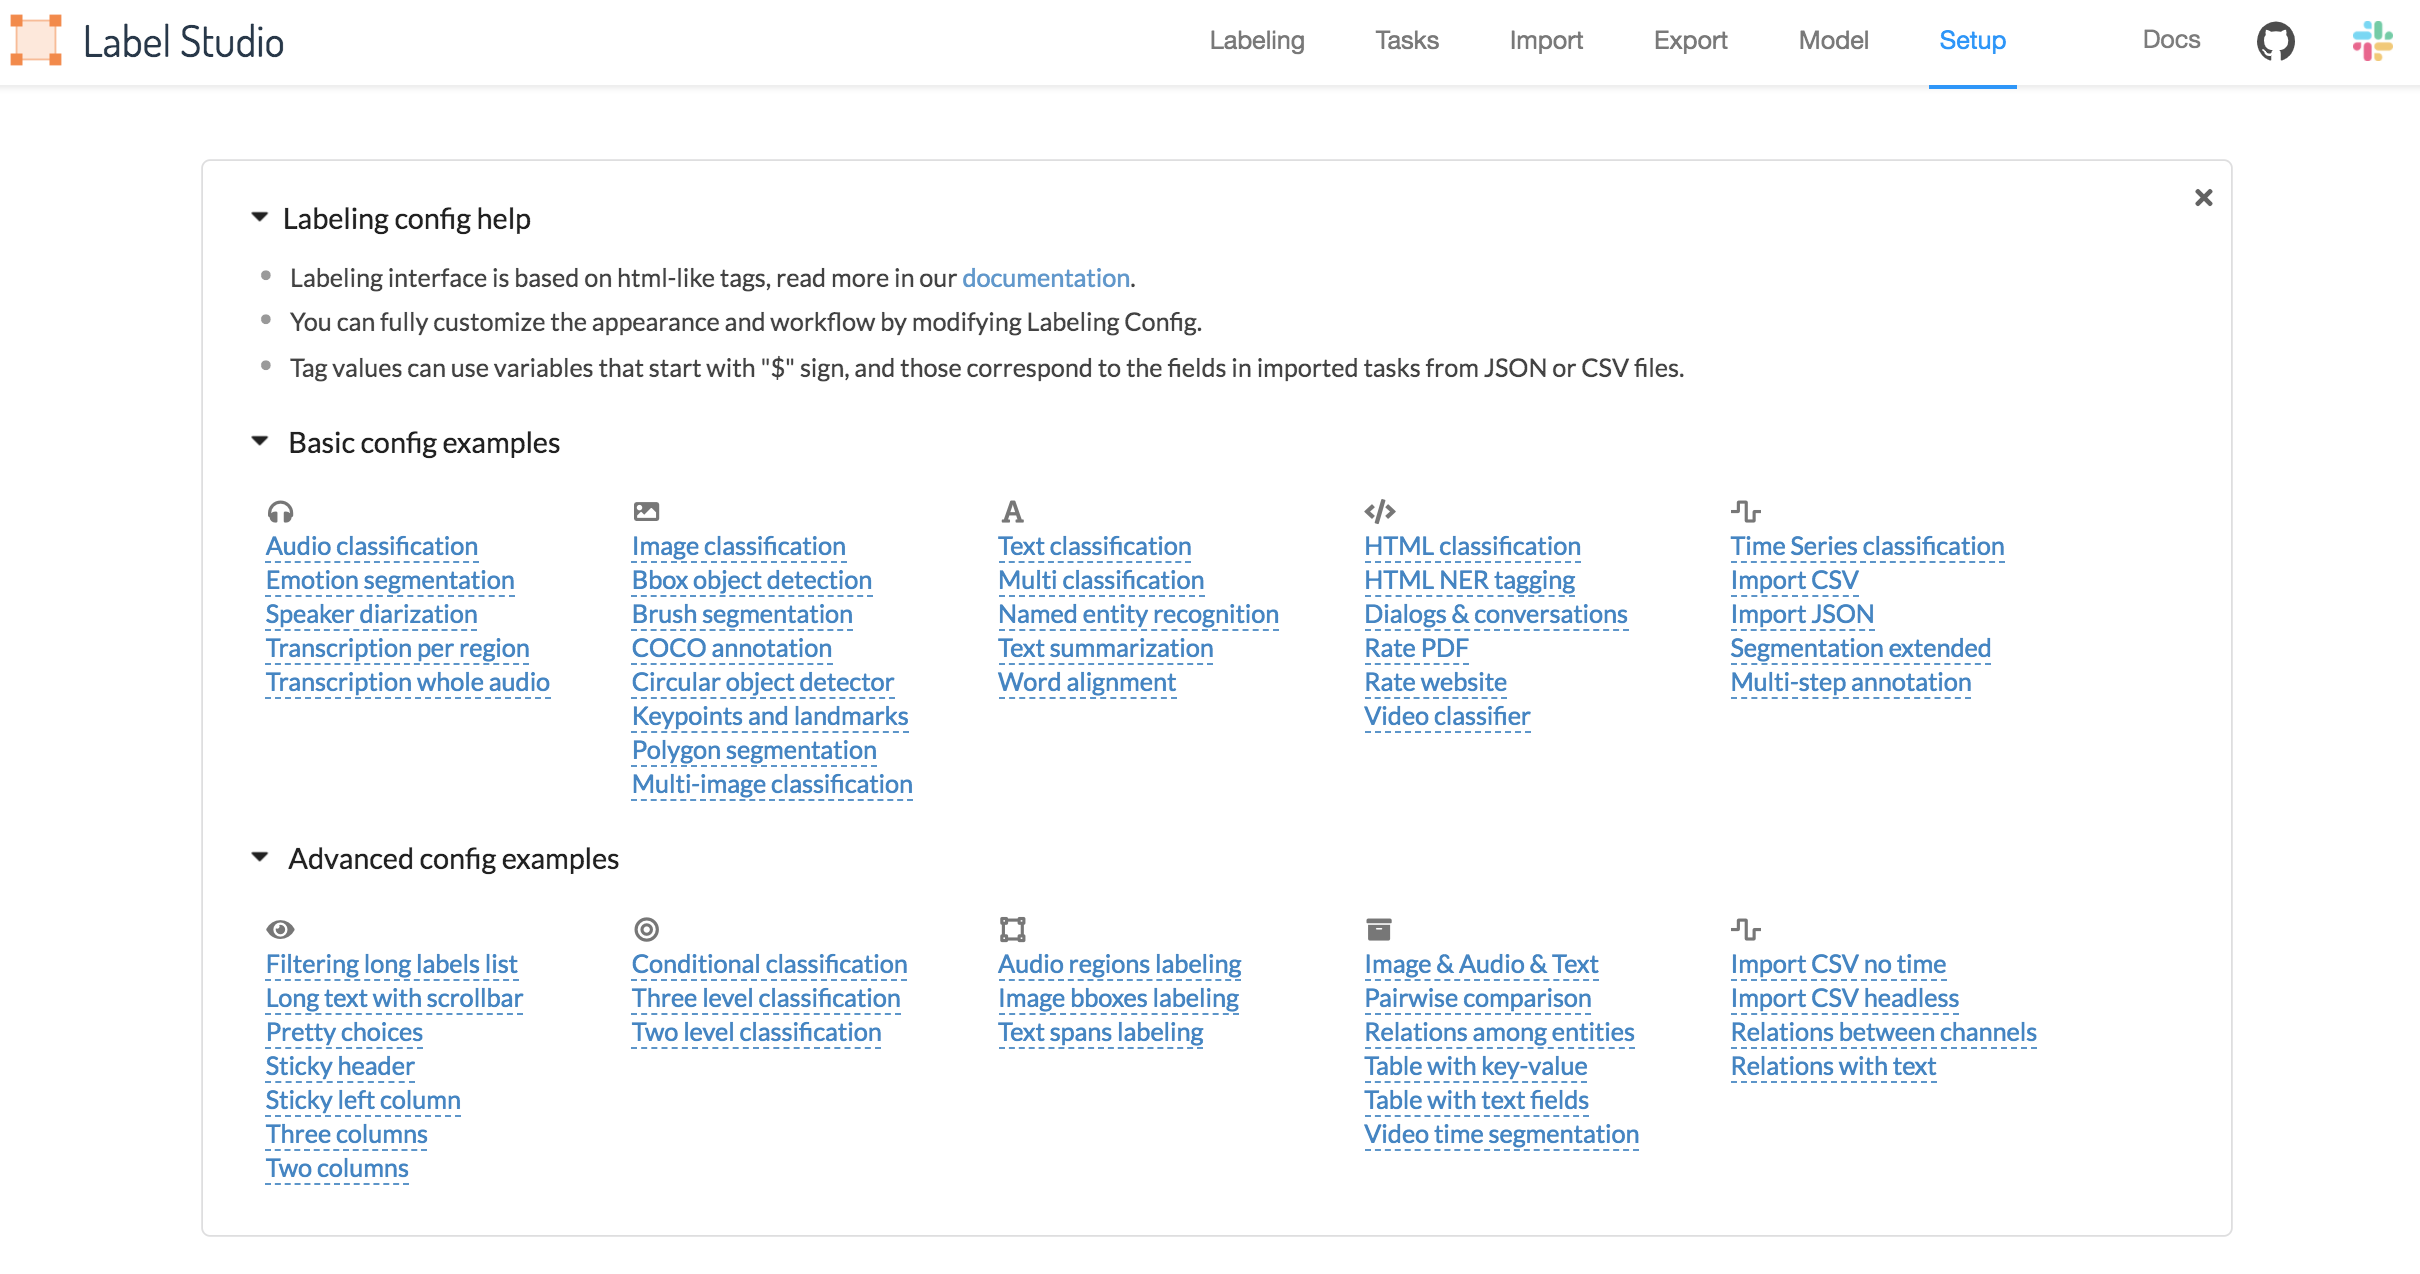 Label Studio
Labeling Tasks Import Export Model Setup Docs
Labeling config help
Labeling interface is based on html-like tags, read more in our documentation.
You can fully customize the appearance and workflow by modifying Labeling Config.
Tag values can use variables that start with "$" sign, and those correspond to the fields in imported tasks from JSON or CSV files.
Basic config examples
Audio classification
Emotion segmentation
Speaker diarization
Transcription per region
Transcription whole audio
Image classification
Bbox object detection
Brush segmentation
COCO annotation
Circular object detector
Keypoints and landmarks
Polygon segmentation
Multi-image classification
Text classification
Multi classification
Named entity recognition
Text summarization
Word alignment
HTML classification
HTML NER tagging
Dialogs & conversations
Rate PDF
Rate website
Video classifier
Time Series classification
Import CSV
Import JSON
Segmentation extended
Multi-step annotation
Advanced config examples
Filtering long labels list
Long text with scrollbar
Pretty choices
Sticky header
Sticky left column
Three columns
Two columns
Conditional classification
Three level classification
Two level classification
Audio regions labeling
Image bboxes labeling
Text spans labeling
Image & Audio & Text
Pairwise comparison
Relations among entities
Table with key-value
Table with text fields
Video time segmentation
Import CSV no time
Import CSV headless
Relations between channels
Relations with text